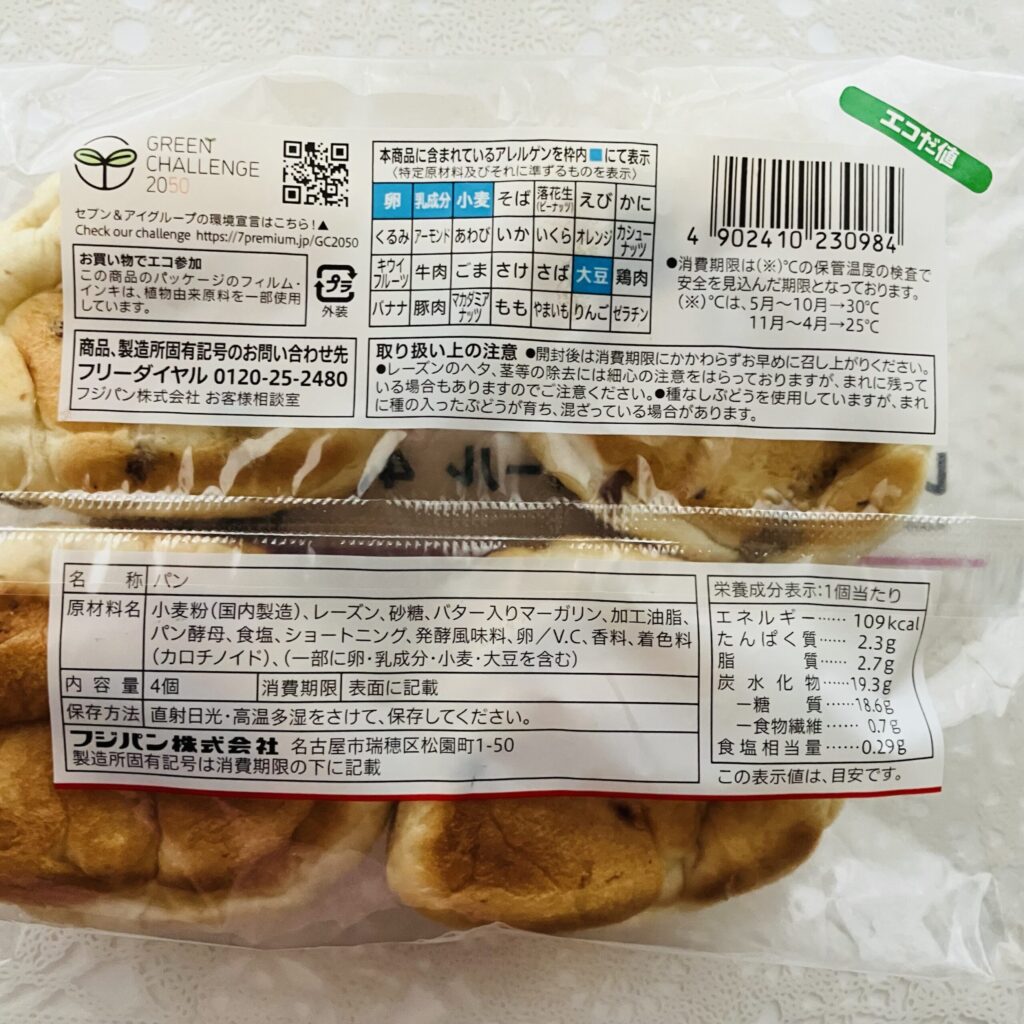 GREEN
CHALLENGE
2050
セブン&アイグループの環境宣言はこちら!▲
Check our challenge https://7premium.jp/GC2050
お買い物でエコ参加
この商品のパッケージのフィルム・
インキは、植物由来原料を一部使用
しています。
プラ
外装
商品、製造所固有記号のお問い合わせ先
フリーダイヤル 0120-25-2480
フジパン株式会社 お客様相談室
本商品に含まれているアレルゲンを枠内■にて表示
〈特定原材料及びそれに準ずるものを表示〉
卵 乳成分 小麦 そば 落花生(ピーナッツ) えび かに
くるみ アーモンド あわび いか いくら オレンジ カシューナッツ
キウイフルーツ 牛肉 ごま さけ さば 大豆 鶏肉
バナナ 豚肉 マカダミアナッツ もも やまいも りんご ゼラチン
エコだ値
4 902410 230984
●消費期限は(※)℃の保管温度の検査で
安全を見込んだ期限となっております。
(※)℃は、5月~10月→30℃
11月~4月→25℃
取り扱い上の注意 ●開封後は消費期限にかかわらずお早めに召し上がりください。
●レーズンのヘタ、茎等の除去には細心の注意をはらっておりますが、まれに残って
いる場合もありますのでご注意ください。●種なしぶどうを使用していますが、まれ
に種の入ったぶどうが育ち、混ざっている場合があります。
名称 パン
原材料名 小麦粉(国内製造)、レーズン、砂糖、バター入りマーガリン、加工油脂、
パン酵母、食塩、ショートニング、発酵風味料、卵/V.C、香料、着色料
(カロチノイド)、(一部に卵・乳成分・小麦・大豆を含む)
内容量 4個 消費期限 表面に記載
保存方法 直射日光・高温多湿をさけて、保存してください。
フジパン株式会社 名古屋市瑞穂区松園町1-50
製造所固有記号は消費期限の下に記載
栄養成分表示:1個当たり
エネルギー……109kcal
たんぱく質……2.3g
脂質……2.7g
炭水化物……19.3g
―糖質……18.6g
―食物繊維……0.7g
食塩相当量……0.29g
この表示値は、目安です。